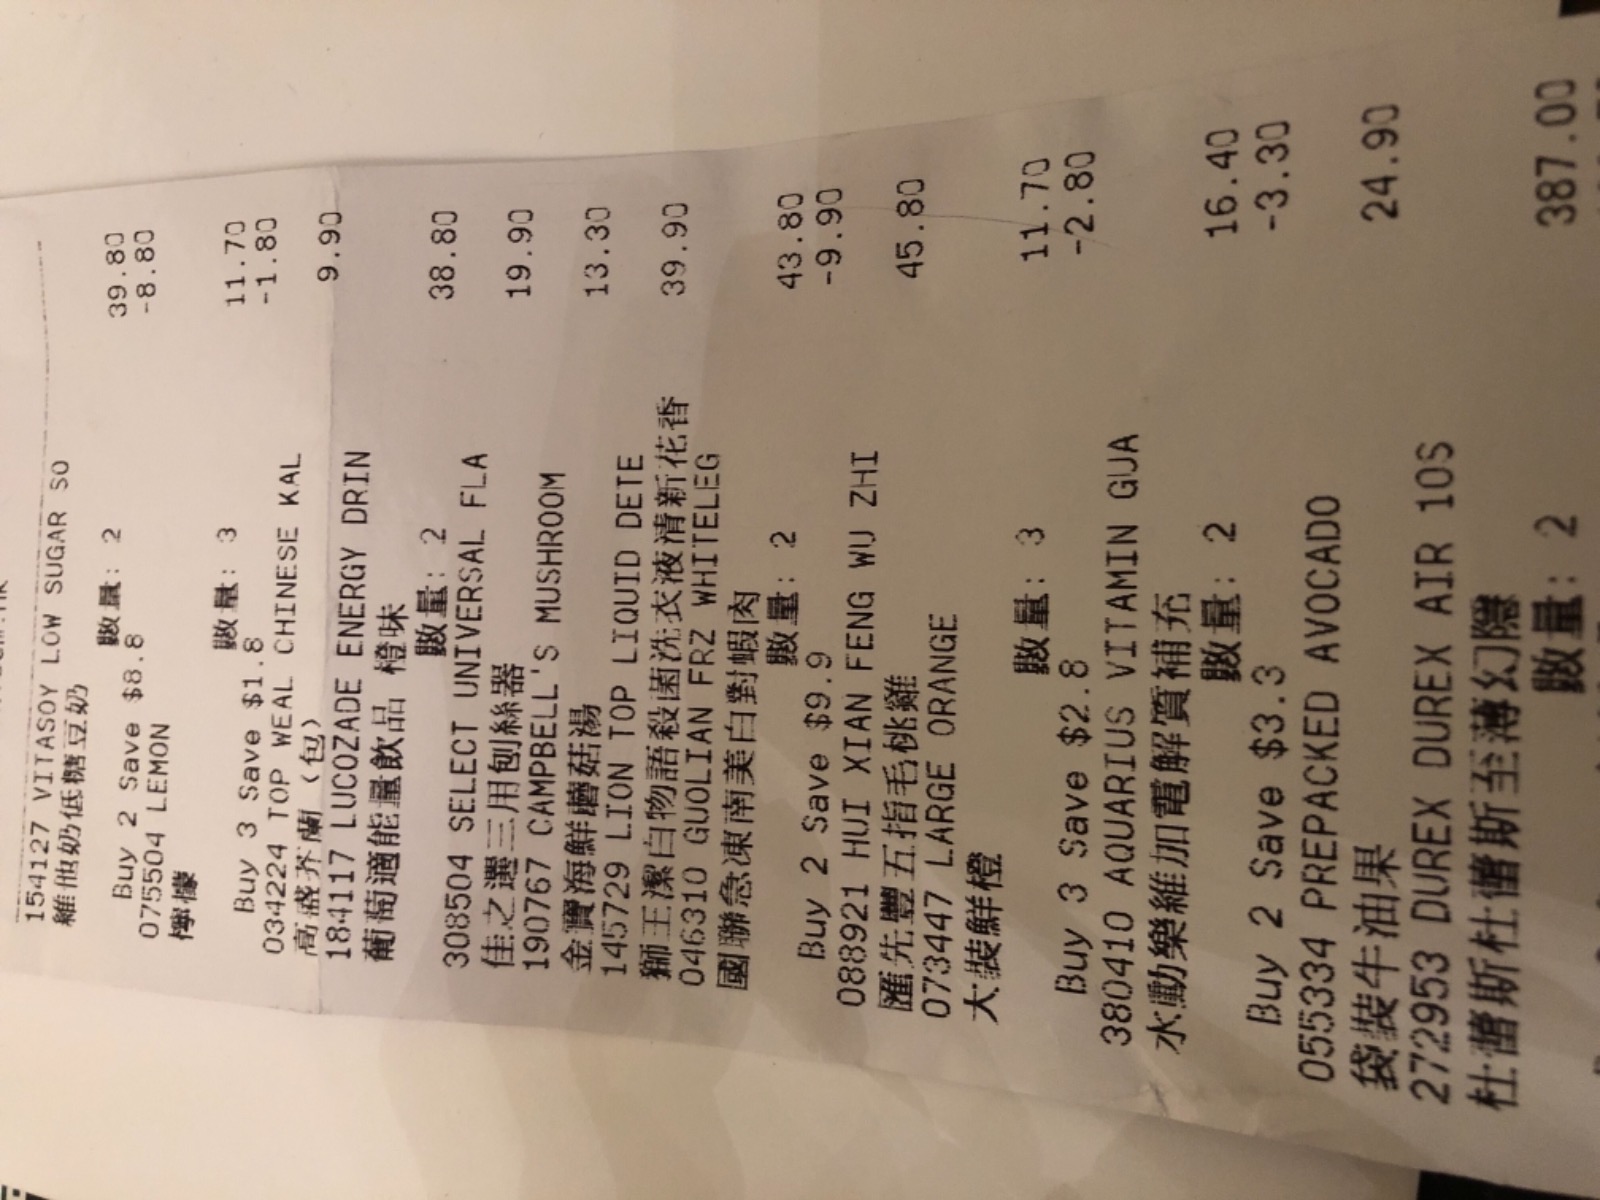 154127 VITASOY LOW SUGAR SO
維他奶低糖豆奶
數量: 2 39.80
Buy 2 Save $8.8 -8.80
075504 LEMON
檸檬
數量: 3 11.70
Buy 3 Save $1.8 -1.80
034224 TOP WEAL CHINESE KAL
高盛芥蘭（包） 9.90
184117 LUCOZADE ENERGY DRIN
葡萄適能量飲品 橙味
數量: 2 38.80
308504 SELECT UNIVERSAL FLA
佳之選三用刨絲器 19.90
190767 CAMPBELL'S MUSHROOM
金寶海鮮蘑菇湯 13.30
145729 LION TOP LIQUID DETE
獅王潔白物語殺菌洗衣液清新花香 39.90
046310 GUOLIAN FRZ WHITELEG
國聯急凍南美白對蝦肉
數量: 2 43.80
Buy 2 Save $9.9 -9.90
088921 HUI XIAN FENG WU ZHI
匯先豐五指毛桃雞 45.80
073447 LARGE ORANGE
大裝鮮橙
數量: 3 11.70
Buy 3 Save $2.8 -2.80
380410 AQUARIUS VITAMIN GUA
水動樂維加電解質補充
數量: 2 16.40
Buy 2 Save $3.3 -3.30
055334 PREPACKED AVOCADO
袋裝牛油果 24.90
272953 DUREX DUREX AIR 10S
杜蕾斯杜蕾斯至薄幻隱
數量: 2 387.00